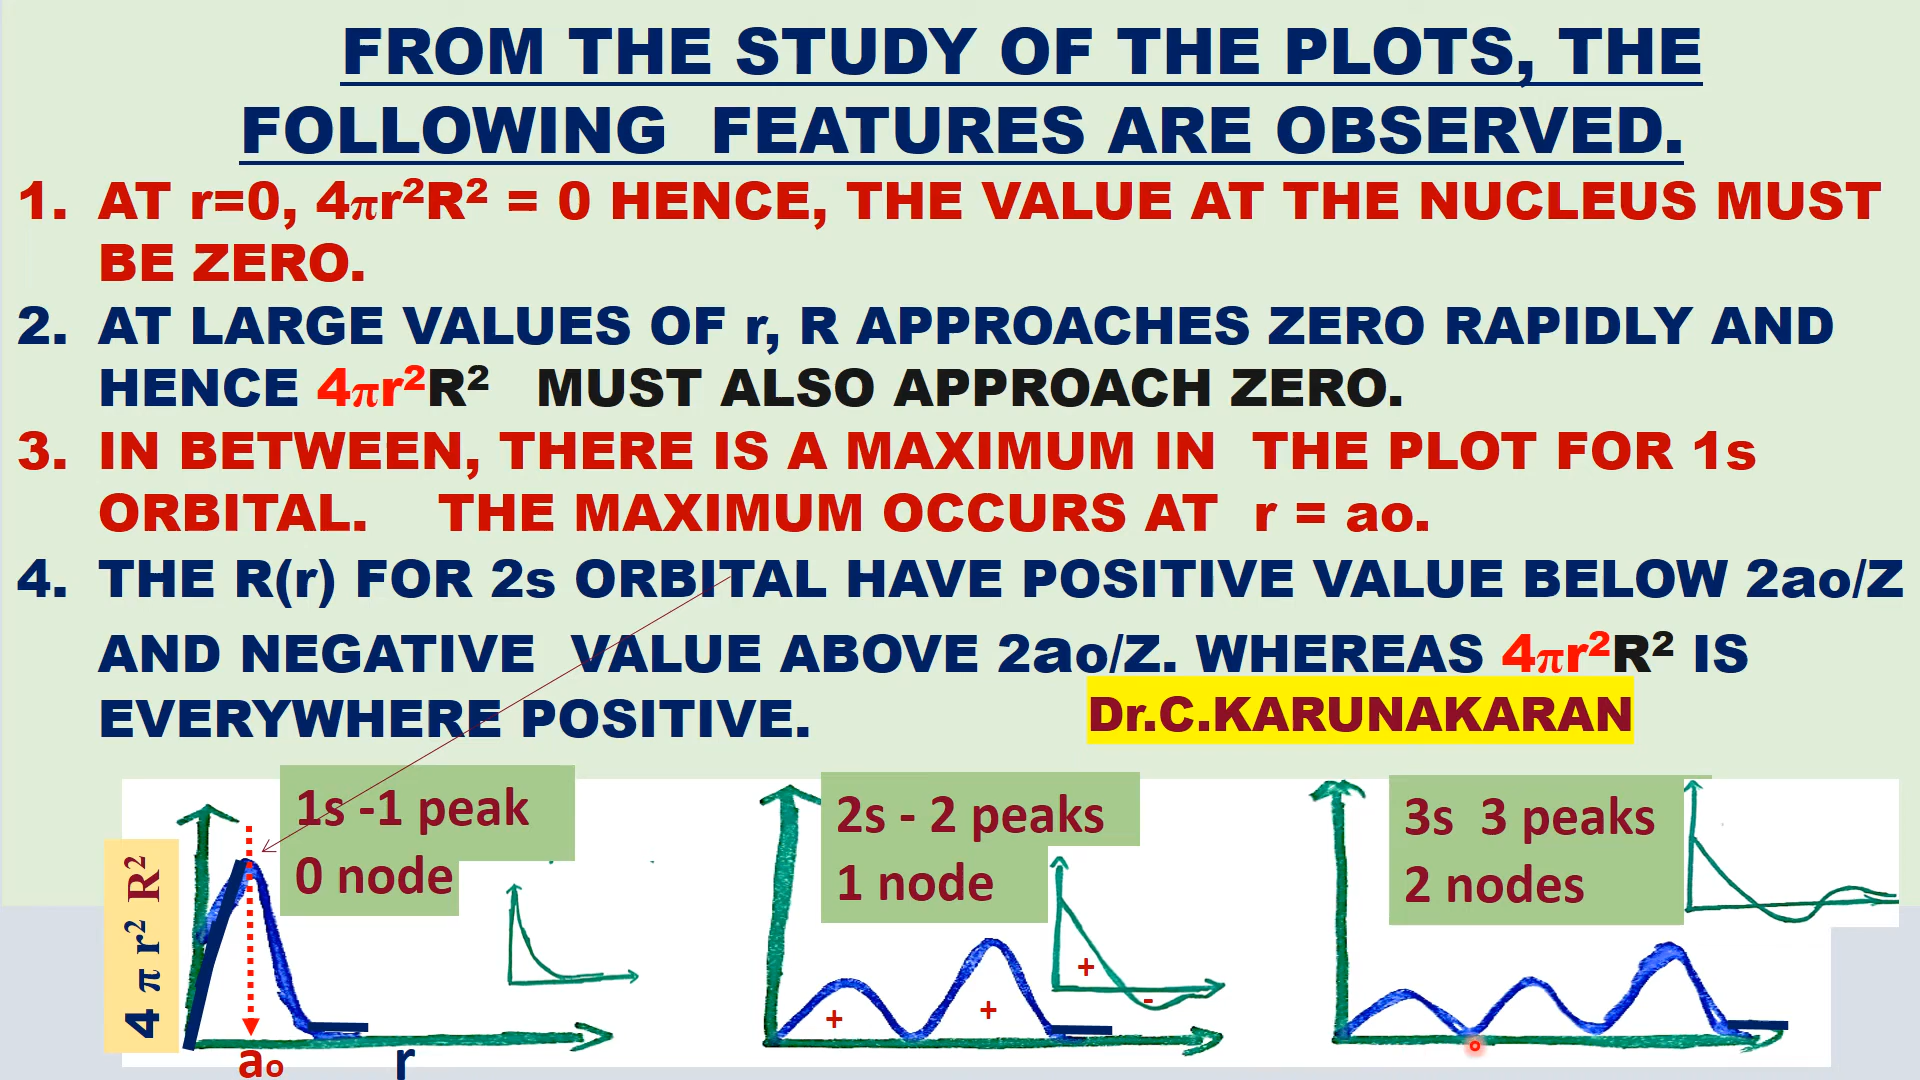 FROM THE STUDY OF THE PLOTS, THE
FOLLOWING FEATURES ARE OBSERVED.
1. AT r=0, 4πr²R² = 0 HENCE, THE VALUE AT THE NUCLEUS MUST
BE ZERO.
2. AT LARGE VALUES OF r, R APPROACHES ZERO RAPIDLY AND
HENCE 4πr²R² MUST ALSO APPROACH ZERO.
3. IN BETWEEN, THERE IS A MAXIMUM IN THE PLOT FOR 1s
ORBITAL. THE MAXIMUM OCCURS AT r = ao.
4. THE R(r) FOR 2s ORBITAL HAVE POSITIVE VALUE BELOW 2ao/Z
AND NEGATIVE VALUE ABOVE 2ao/Z. WHEREAS 4πr²R² IS
EVERYWHERE POSITIVE.
Dr.C.KARUNAKARAN
4 π r² R²
1s -1 peak
0 node
ao
r
2s - 2 peaks
1 node
+
+
+
-
3s 3 peaks
2 nodes